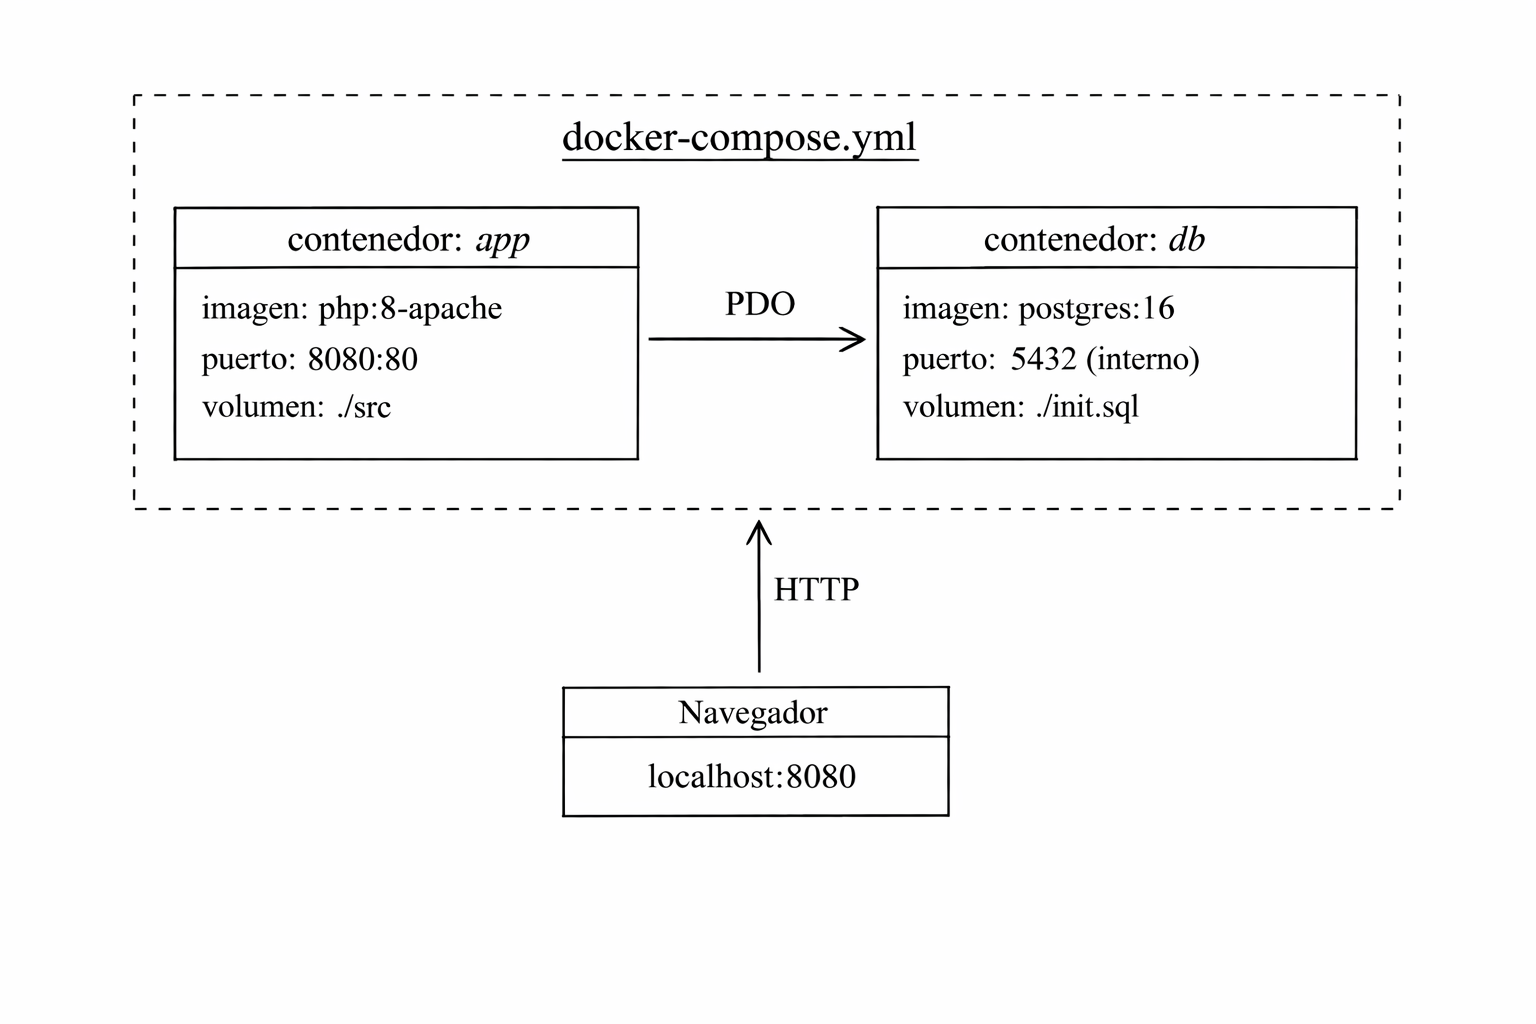 docker-compose.yml
contenedor: app
imagen: php:8-apache
puerto: 8080:80
volumen: ./src
PDO
contenedor: db
imagen: postgres:16
puerto: 5432 (interno)
volumen: ./init.sql
HTTP
Navegador
localhost:8080